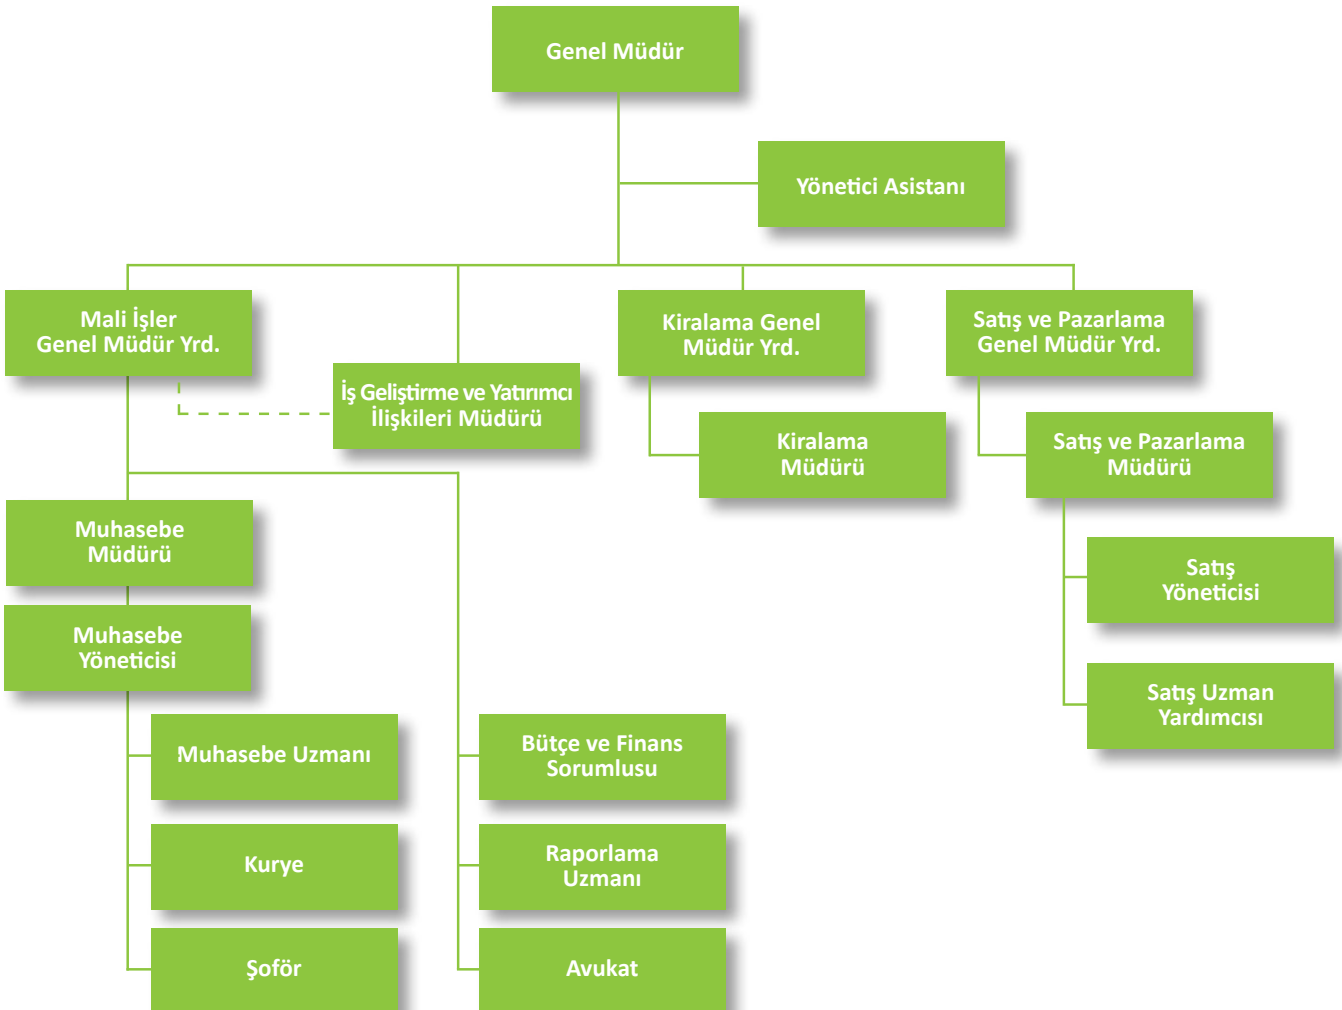 Genel Müdür
Yönetici Asistanı
Mali İşler
Genel Müdür Yrd.
İş Geliştirme ve Yatırımcı
İlişkileri Müdürü
Kiralama Genel
Müdür Yrd.
Satış ve Pazarlama
Genel Müdür Yrd.
Kiralama
Müdürü
Satış ve Pazarlama
Müdürü
Muhasebe
Müdürü
Satış
Yöneticisi
Muhasebe
Yöneticisi
Satış Uzman
Yardımcısı
Muhasebe Uzmanı
Bütçe ve Finans
Sorumlusu
Kurye
Raporlama
Uzmanı
Şoför
Avukat